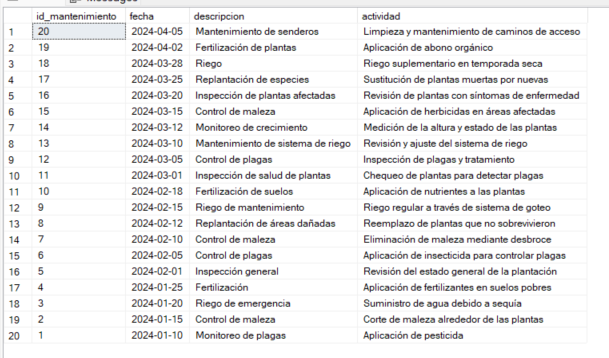 id_mantenimiento fecha descripcion actividad
1 20 2024-04-05 Mantenimiento de senderos Limpieza y mantenimiento de caminos de acceso
2 19 2024-04-02 Fertilización de plantas Aplicación de abono orgánico
3 18 2024-03-28 Riego Riego suplementario en temporada seca
4 17 2024-03-25 Replantación de especies Sustitución de plantas muertas por nuevas
5 16 2024-03-20 Inspección de plantas afectadas Revisión de plantas con síntomas de enfermedad
6 15 2024-03-15 Control de maleza Aplicación de herbicidas en áreas afectadas
7 14 2024-03-12 Monitoreo de crecimiento Medición de la altura y estado de las plantas
8 13 2024-03-10 Mantenimiento de sistema de riego Revisión y ajuste del sistema de riego
9 12 2024-03-05 Control de plagas Inspección de plagas y tratamiento
10 11 2024-03-01 Inspección de salud de plantas Chequeo de plantas para detectar plagas
11 10 2024-02-18 Fertilización de suelos Aplicación de nutrientes a las plantas
12 9 2024-02-15 Riego de mantenimiento Riego regular a través de sistema de goteo
13 8 2024-02-12 Replantación de áreas dañadas Reemplazo de plantas que no sobrevivieron
14 7 2024-02-10 Control de maleza Eliminación de maleza mediante desbroce
15 6 2024-02-05 Control de plagas Aplicación de insecticida para controlar plagas
16 5 2024-02-01 Inspección general Revisión del estado general de la plantación
17 4 2024-01-25 Fertilización Aplicación de fertilizantes en suelos pobres
18 3 2024-01-20 Riego de emergencia Suministro de agua debido a sequía
19 2 2024-01-15 Control de maleza Corte de maleza alrededor de las plantas
20 1 2024-01-10 Monitoreo de plagas Aplicación de pesticida